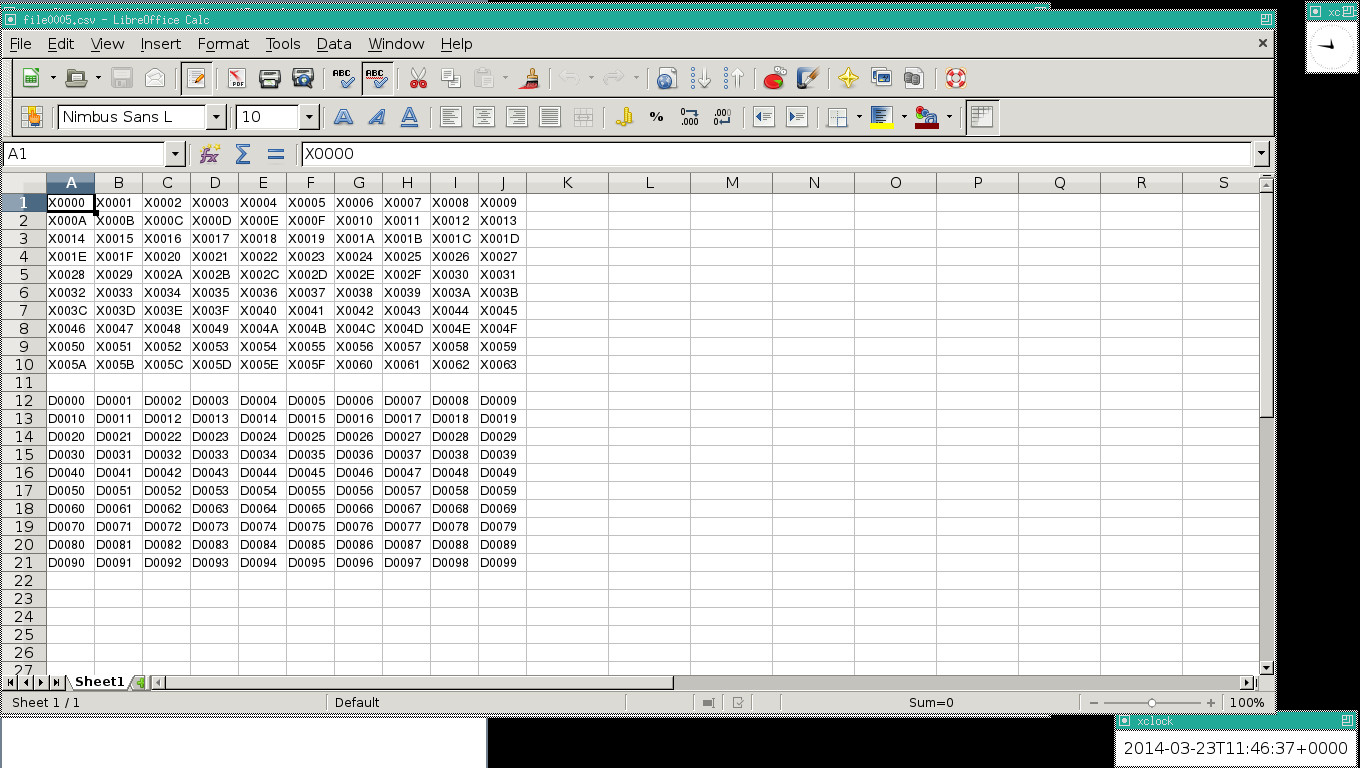 file0005.csv - LibreOffice Calc
xc
File Edit View Insert Format Tools Data Window Help
PDF ABC ABC
Nimbus Sans L 10 % .000 .000
A1 X0000
A B C D E F G H I J K L M N O P Q R S
1 X0000 X0001 X0002 X0003 X0004 X0005 X0006 X0007 X0008 X0009
2 X000A X000B X000C X000D X000E X000F X0010 X0011 X0012 X0013
3 X0014 X0015 X0016 X0017 X0018 X0019 X001A X001B X001C X001D
4 X001E X001F X0020 X0021 X0022 X0023 X0024 X0025 X0026 X0027
5 X0028 X0029 X002A X002B X002C X002D X002E X002F X0030 X0031
6 X0032 X0033 X0034 X0035 X0036 X0037 X0038 X0039 X003A X003B
7 X003C X003D X003E X003F X0040 X0041 X0042 X0043 X0044 X0045
8 X0046 X0047 X0048 X0049 X004A X004B X004C X004D X004E X004F
9 X0050 X0051 X0052 X0053 X0054 X0055 X0056 X0057 X0058 X0059
10 X005A X005B X005C X005D X005E X005F X0060 X0061 X0062 X0063
11
12 D0000 D0001 D0002 D0003 D0004 D0005 D0006 D0007 D0008 D0009
13 D0010 D0011 D0012 D0013 D0014 D0015 D0016 D0017 D0018 D0019
14 D0020 D0021 D0022 D0023 D0024 D0025 D0026 D0027 D0028 D0029
15 D0030 D0031 D0032 D0033 D0034 D0035 D0036 D0037 D0038 D0039
16 D0040 D0041 D0042 D0043 D0044 D0045 D0046 D0047 D0048 D0049
17 D0050 D0051 D0052 D0053 D0054 D0055 D0056 D0057 D0058 D0059
18 D0060 D0061 D0062 D0063 D0064 D0065 D0066 D0067 D0068 D0069
19 D0070 D0071 D0072 D0073 D0074 D0075 D0076 D0077 D0078 D0079
20 D0080 D0081 D0082 D0083 D0084 D0085 D0086 D0087 D0088 D0089
21 D0090 D0091 D0092 D0093 D0094 D0095 D0096 D0097 D0098 D0099
22
23
24
25
26
27
Sheet1
Sheet 1 / 1 Default Sum=0 100%
xclock
2014-03-23T11:46:37+0000